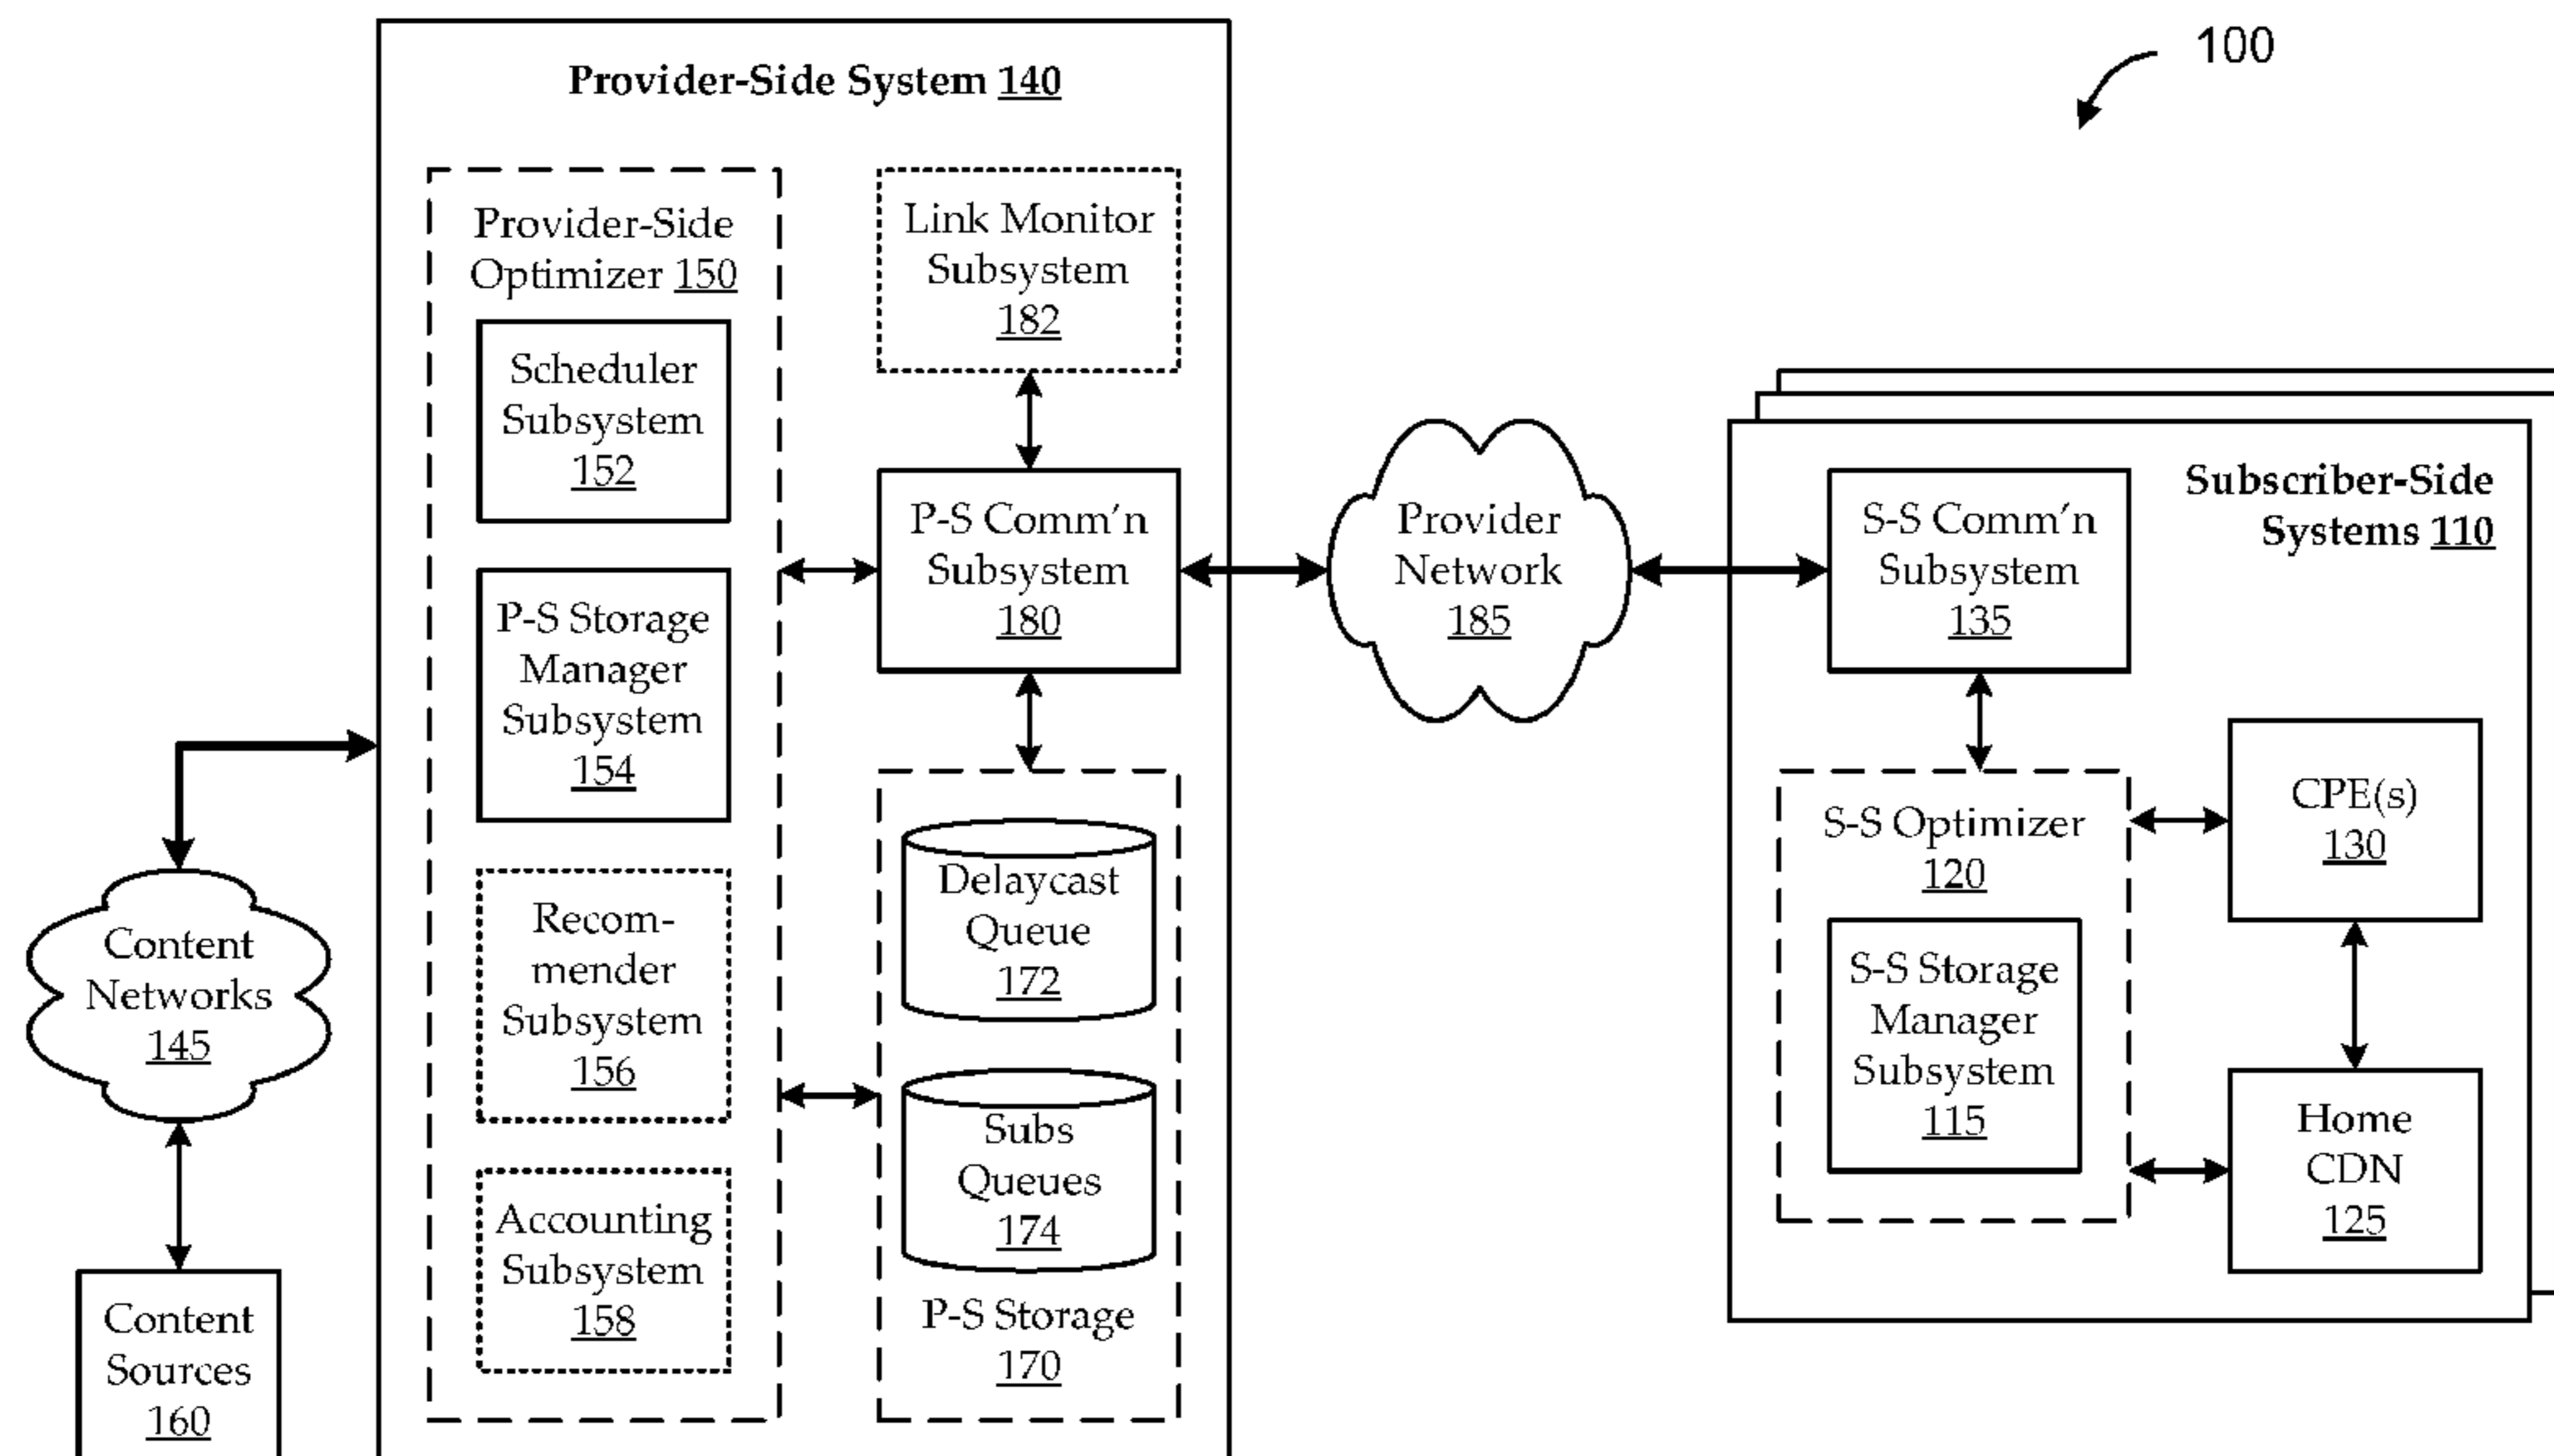 100
Provider-Side System 140
Provider-Side
Optimizer 150
Scheduler
Subsystem
152
P-S Storage
Manager
Subsystem
154
Recom-
mender
Subsystem
156
Accounting
Subsystem
158
Link Monitor
Subsystem
182
P-S Comm'n
Subsystem
180
Delaycast
Queue
172
Subs
Queues
174
P-S Storage
170
Content
Networks
145
Content
Sources
160
Provider
Network
185
Subscriber-Side
Systems 110
S-S Comm'n
Subsystem
135
S-S Optimizer
120
S-S Storage
Manager
Subsystem
115
CPE(s)
130
Home
CDN
125